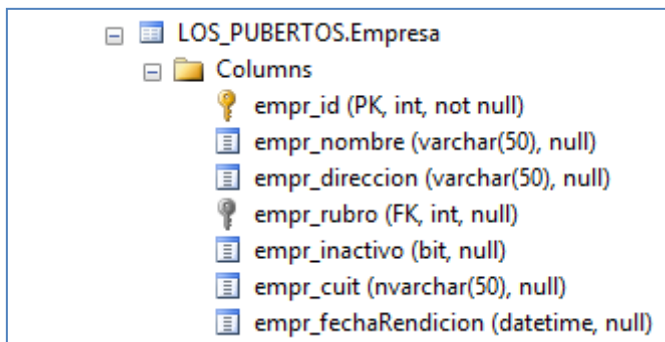 LOS_PUBERTOS.Empresa
Columns
empr_id (PK, int, not null)
empr_nombre (varchar(50), null)
empr_direccion (varchar(50), null)
empr_rubro (FK, int, null)
empr_inactivo (bit, null)
empr_cuit (nvarchar(50), null)
empr_fechaRendicion (datetime, null)